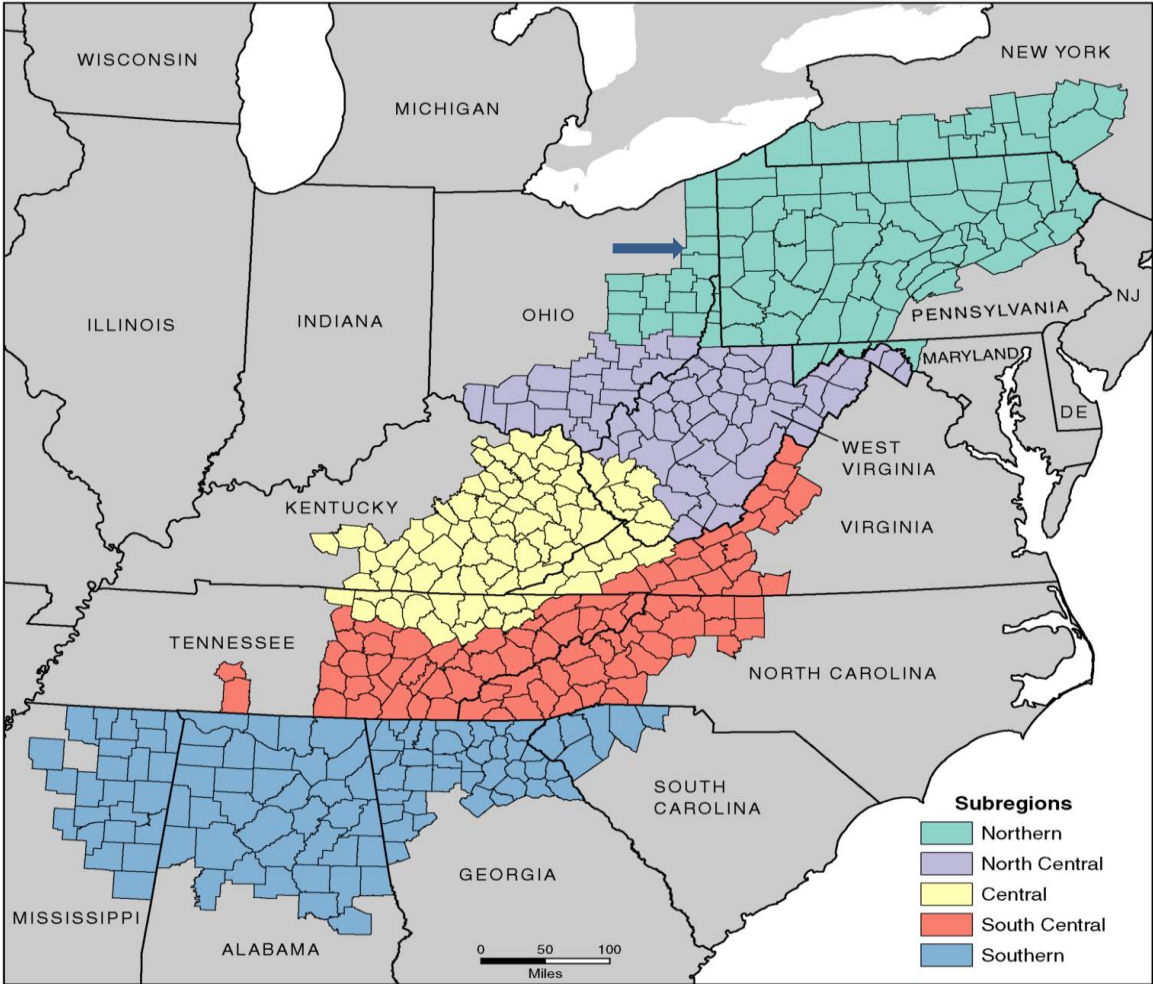 WISCONSIN
NEW YORK
MICHIGAN
ILLINOIS
INDIANA
OHIO
PENNSYLVANIA
NJ
MARYLAND
DE
WEST
VIRGINIA
KENTUCKY
VIRGINIA
TENNESSEE
NORTH CAROLINA
SOUTH
CAROLINA
GEORGIA
MISSISSIPPI
ALABAMA
0 50 100
Miles
Subregions
Northern
North Central
Central
South Central
Southern